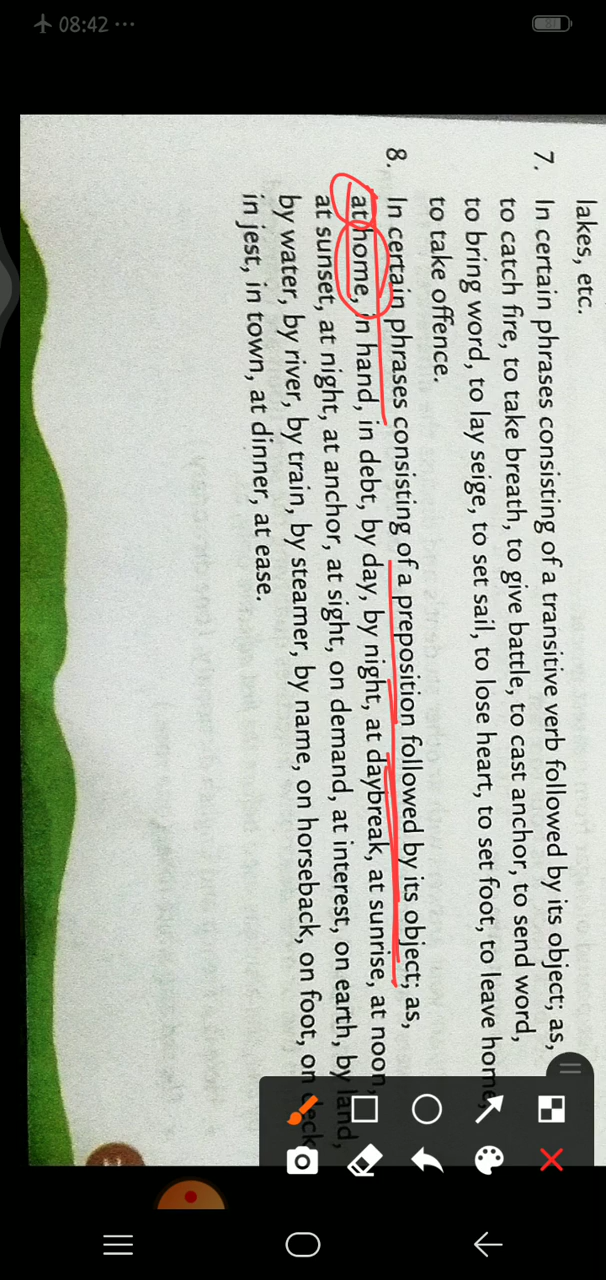 08:42 ...
lakes, etc.
7. In certain phrases consisting of a transitive verb followed by its object; as,
to catch fire, to take breath, to give battle, to cast anchor, to send word,
to bring word, to lay seige, to set sail, to lose heart, to set foot, to leave home,
to take offence.
8. In certain phrases consisting of a preposition followed by its object; as,
at home, in hand, in debt, by day, by night, at daybreak, at sunrise, at noon,
at sunset, at night, at anchor, at sight, on demand, at interest, on earth, by land,
by water, by river, by train, by steamer, by name, on horseback, on foot, on deck
in jest, in town, at dinner, at ease.